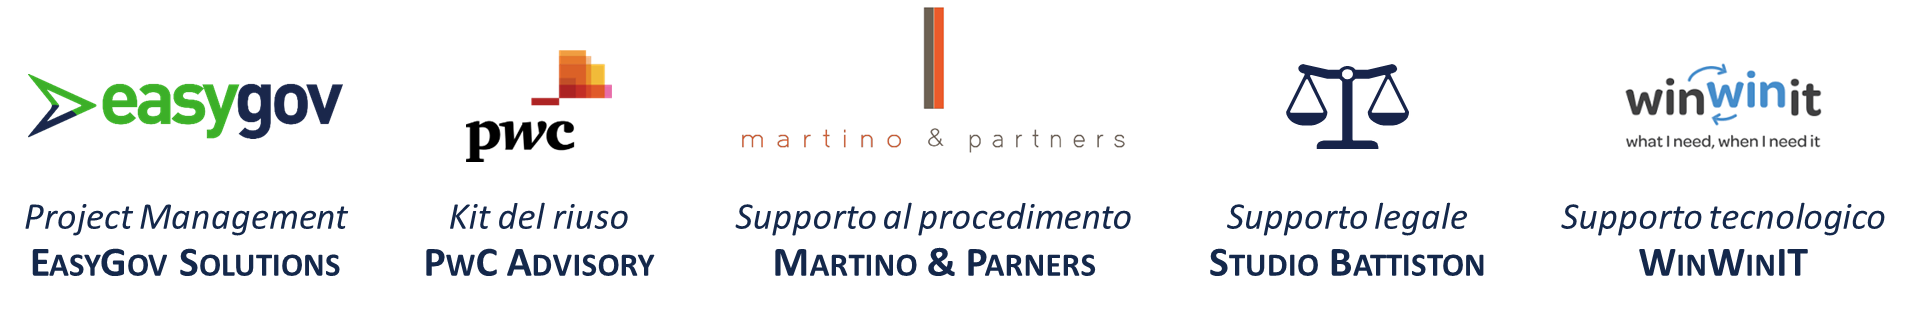 easygov
pwc
martino & partners
winwinit
what I need, when I need it
Project Management
EASYGOV SOLUTIONS
Kit del riuso
PWC ADVISORY
Supporto al procedimento
MARTINO & PARNERS
Supporto legale
STUDIO BATTISTON
Supporto tecnologico
WINWINIT